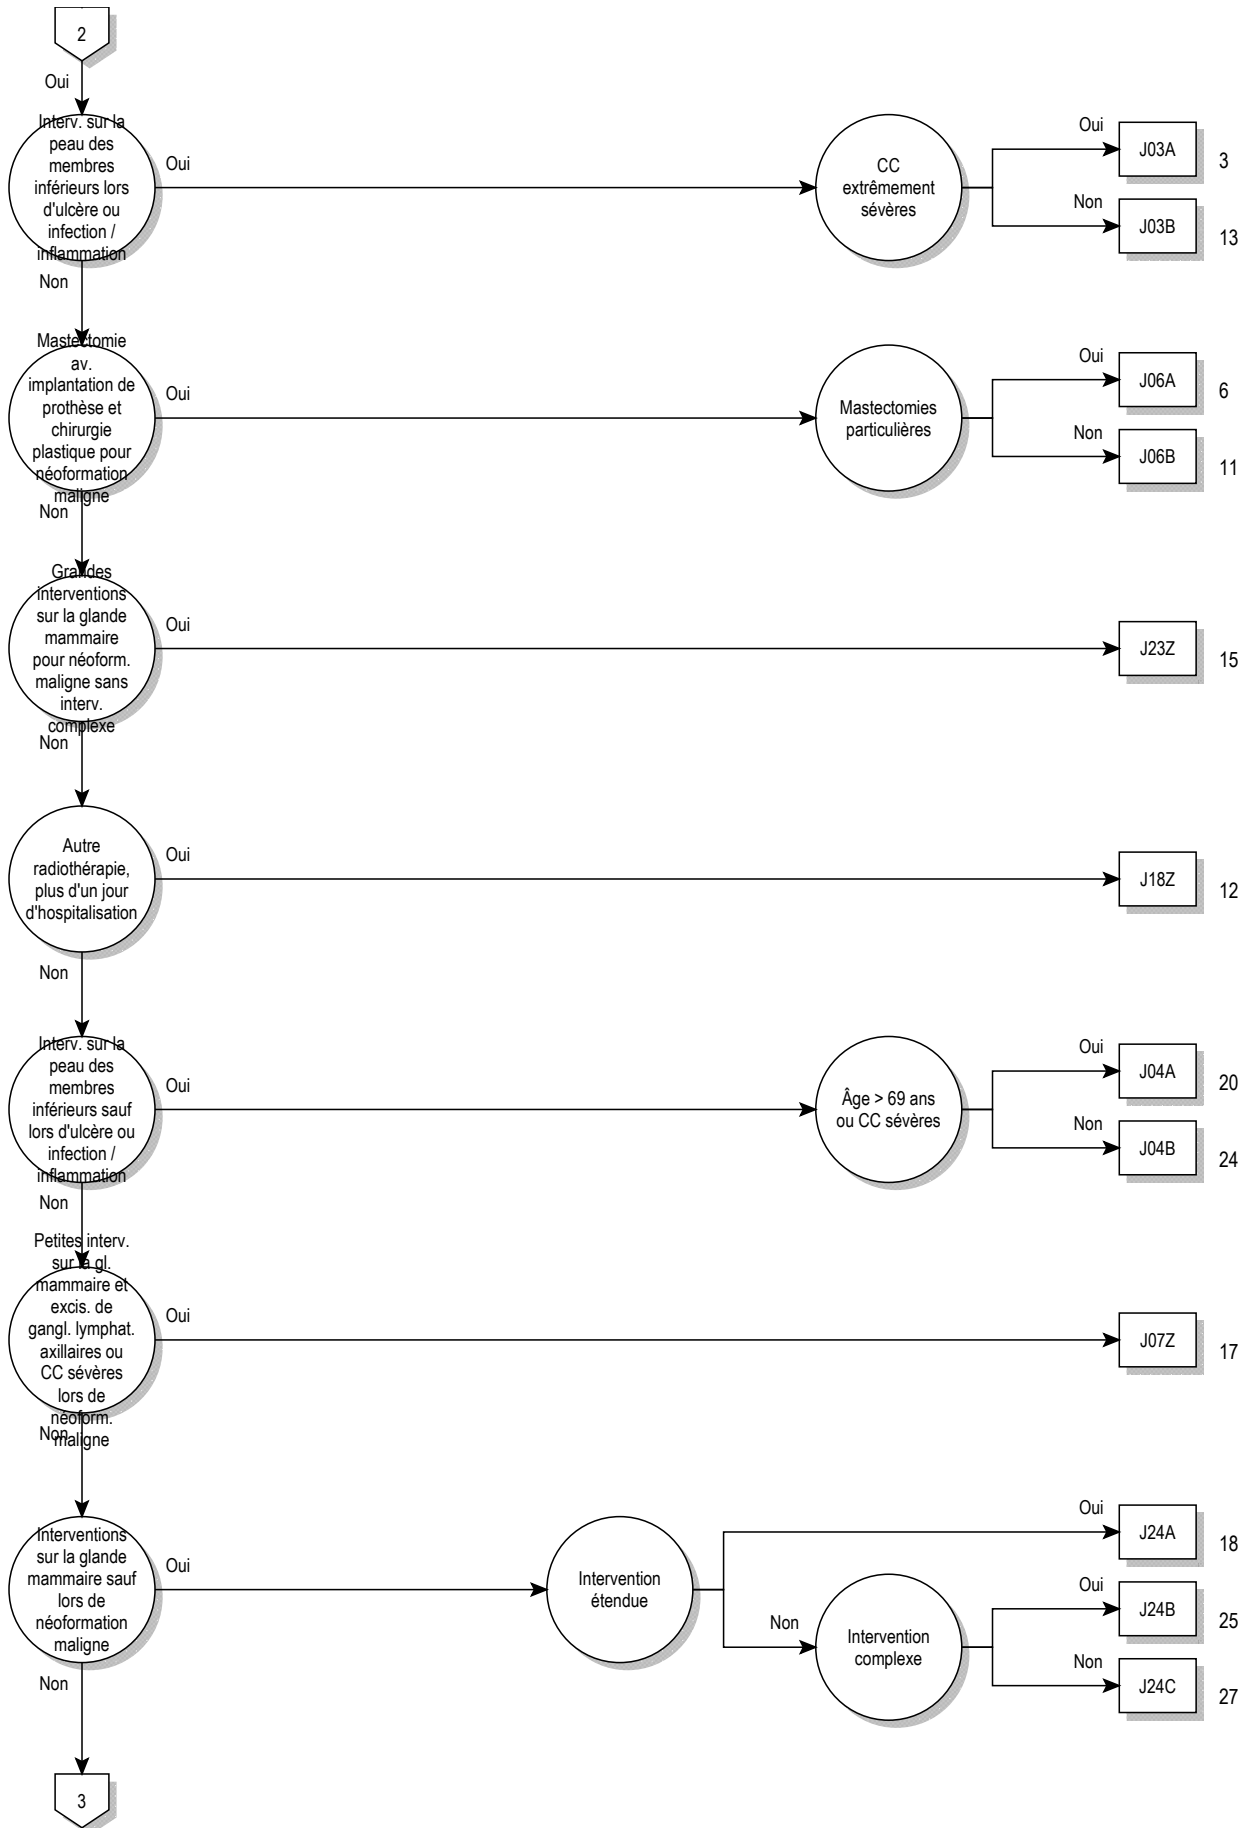 2
Oui
Interv. sur la
peau des
membres
inférieurs lors
d'ulcère ou
infection /
inflammation
Oui
CC
extrêmement
sévères
Oui
J03A
3
Non
J03B
13
Non
Mastectomie
av.
implantation de
prothèse et
chirurgie
plastique pour
néoformation
maligne
Oui
Mastectomies
particulières
Oui
J06A
6
Non
J06B
11
Non
Grandes
interventions
sur la glande
mammaire
pour néoform.
maligne sans
interv.
complexe
Oui
J23Z
15
Non
Autre
radiothérapie,
plus d'un jour
d'hospitalisation
Oui
J18Z
12
Non
Interv. sur la
peau des
membres
inférieurs sauf
lors d'ulcère ou
infection /
inflammation
Oui
Âge > 69 ans
ou CC sévères
Oui
J04A
20
Non
J04B
24
Non
Petites interv.
sur la gl.
mammaire et
excis. de
gangl. lymphat.
axillaires ou
CC sévères
lors de
néoform.
maligne
Oui
J07Z
17
Non
Interventions
sur la glande
mammaire sauf
lors de
néoformation
maligne
Oui
Intervention
étendue
Oui
J24A
18
Non
Intervention
complexe
Oui
J24B
25
Non
J24C
27
Non
3